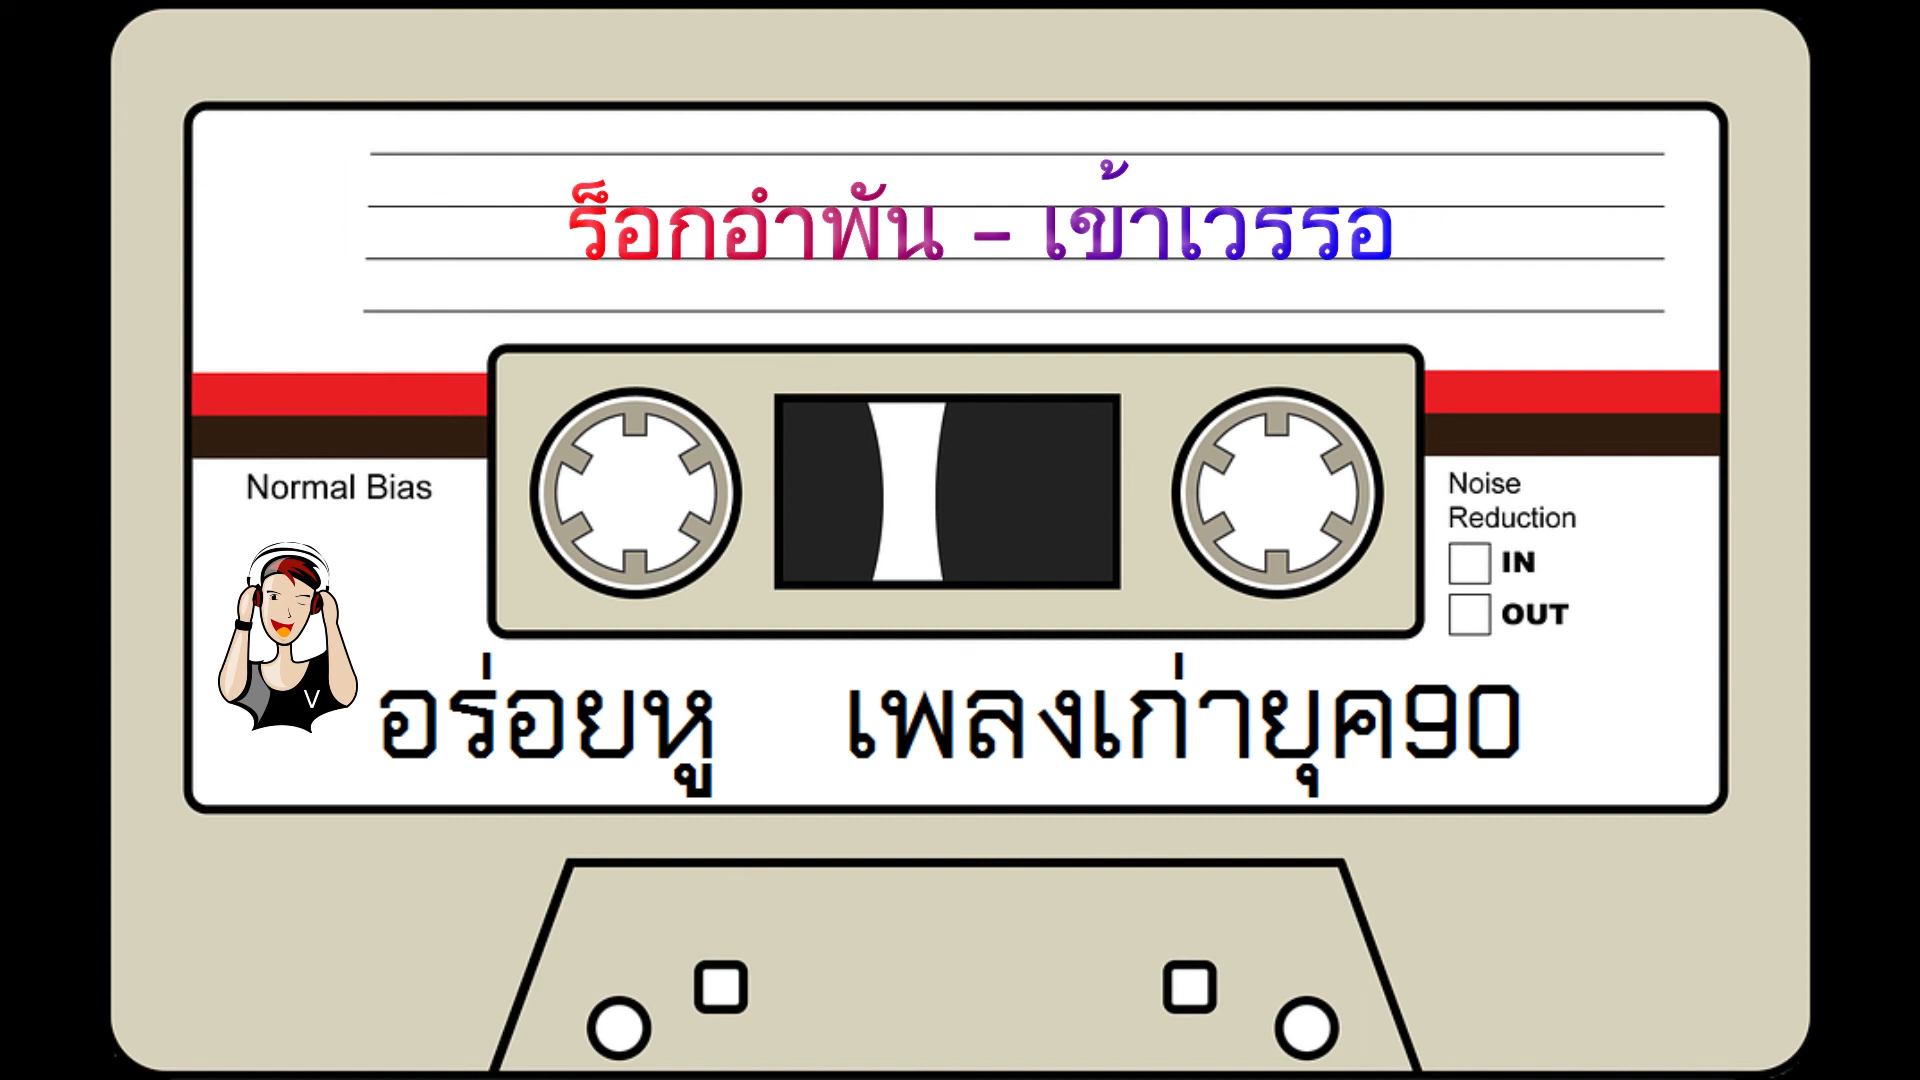 ร็อกอำพัน - เข้าเวรรอ
Normal Bias
Noise
Reduction
IN
OUT
V
อร่อยหู เพลงเก่ายุค90